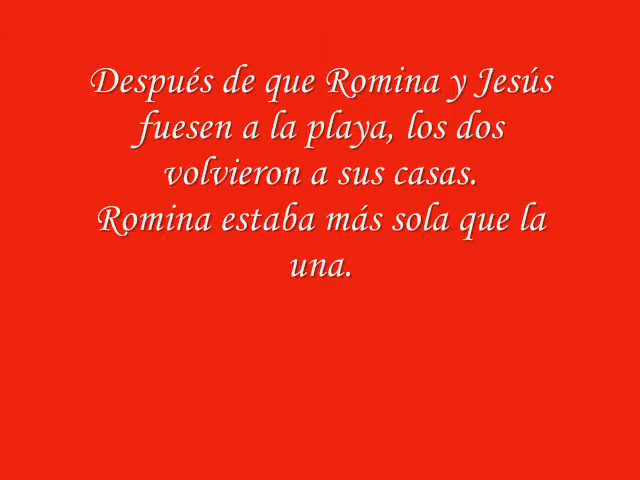 Después de que Romina y Jesús
fuesen a la playa, los dos
volvieron a sus casas.
Romina estaba más sola que la
una.